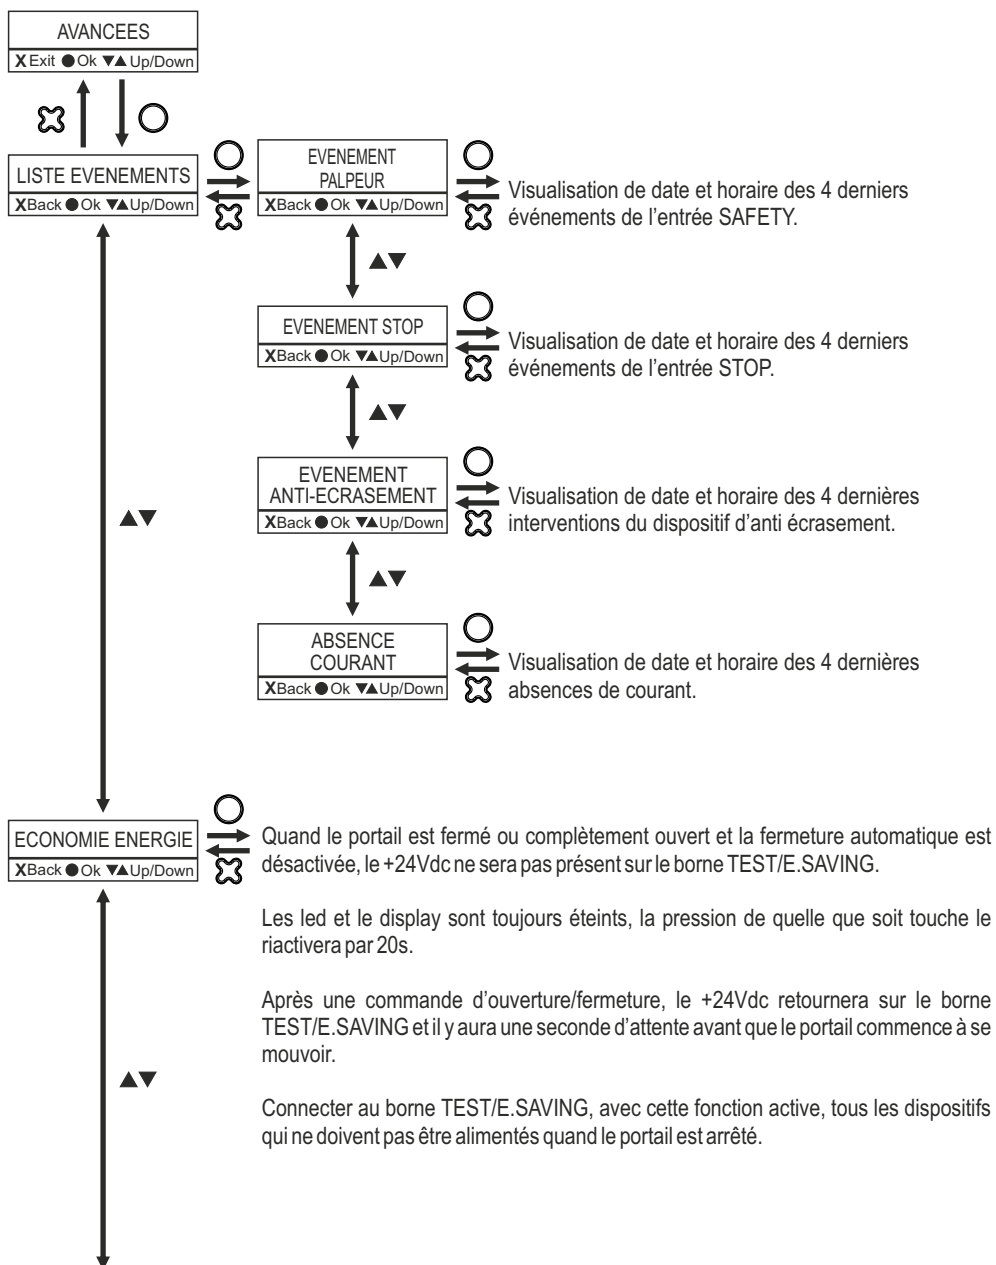 AVANCEES
X Exit ● Ok ▼▲ Up/Down
LISTE EVENEMENTS
XBack ● Ok ▼▲ Up/Down
EVENEMENT
PALPEUR
XBack ● Ok ▼▲ Up/Down
Visualisation de date et horaire des 4 derniers
événements de l’entrée SAFETY.
▲▼
EVENEMENT STOP
XBack ● Ok ▼▲ Up/Down
Visualisation de date et horaire des 4 derniers
événements de l’entrée STOP.
▲▼
EVENEMENT
ANTI-ECRASEMENT
XBack ● Ok ▼▲ Up/Down
Visualisation de date et horaire des 4 dernières
interventions du dispositif d’anti écrasement.
▲▼
▲▼
ABSENCE
COURANT
XBack ● Ok ▼▲ Up/Down
Visualisation de date et horaire des 4 dernières
absences de courant.
ECONOMIE ENERGIE
XBack ● Ok ▼▲ Up/Down
Quand le portail est fermé ou complètement ouvert et la fermeture automatique est
désactivée, le +24Vdc ne sera pas présent sur le borne TEST/E.SAVING.
Les led et le display sont toujours éteints, la pression de quelle que soit touche le
riactivera par 20s.
Après une commande d’ouverture/fermeture, le +24Vdc retournera sur le borne
TEST/E.SAVING et il y aura une seconde d’attente avant que le portail commence à se
mouvoir.
▲▼
Connecter au borne TEST/E.SAVING, avec cette fonction active, tous les dispositifs
qui ne doivent pas être alimentés quand le portail est arrêté.